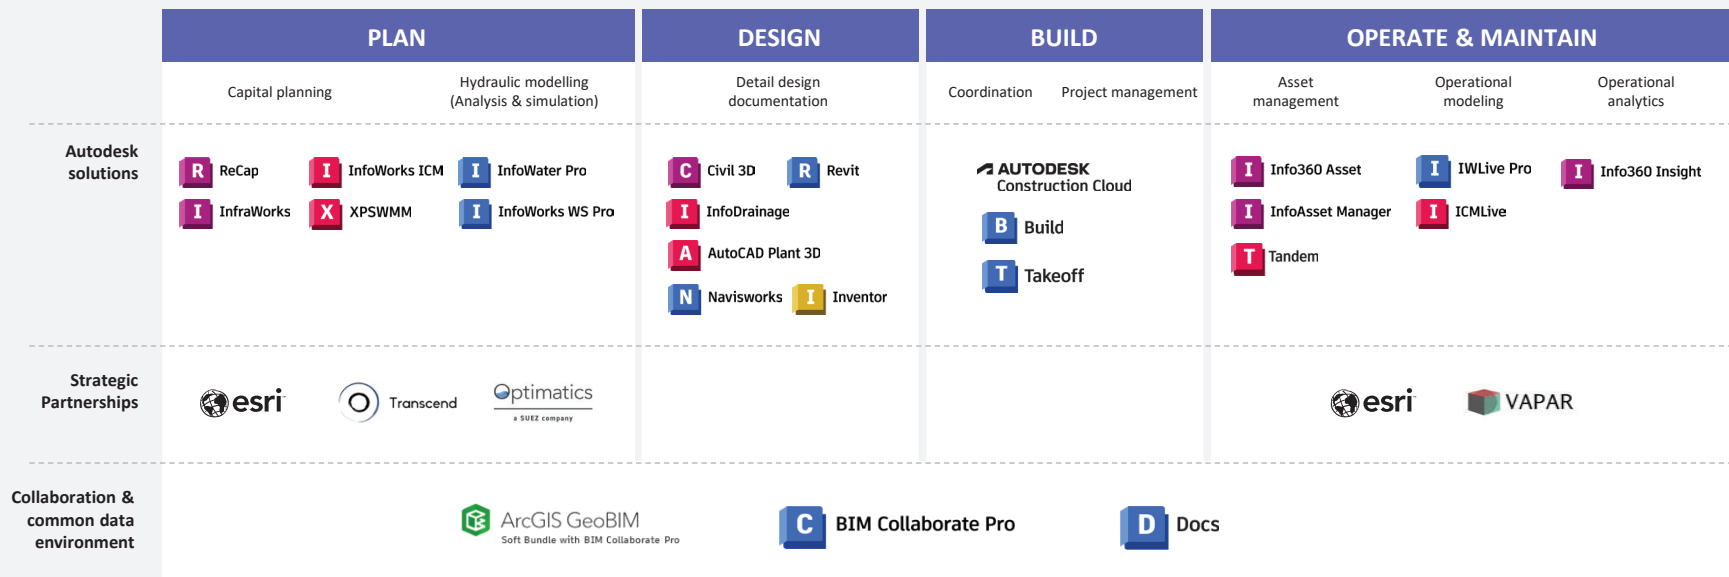 PLAN
DESIGN
BUILD
OPERATE & MAINTAIN
Capital planning
Hydraulic modelling
(Analysis & simulation)
Detail design
documentation
Coordination
Project management
Asset
management
Operational
modeling
Operational
analytics
Autodesk
solutions
R ReCap
I InfraWorks
I InfoWorks ICM
X XPSWMM
I InfoWater Pro
I InfoWorks WS Pro
C Civil 3D
R Revit
I InfoDrainage
A AutoCAD Plant 3D
N Navisworks
I Inventor
AUTODESK
Construction Cloud
B Build
T Takeoff
I Info360 Asset
I InfoAsset Manager
T Tandem
I IWLive Pro
I ICMLive
I Info360 Insight
Strategic
Partnerships
esri
Transcend
Optimatics
a SUEZ company
esri
VAPAR
Collaboration &
common data
environment
ArcGIS GeoBIM
Soft Bundle with BIM Collaborate Pro
C BIM Collaborate Pro
D Docs